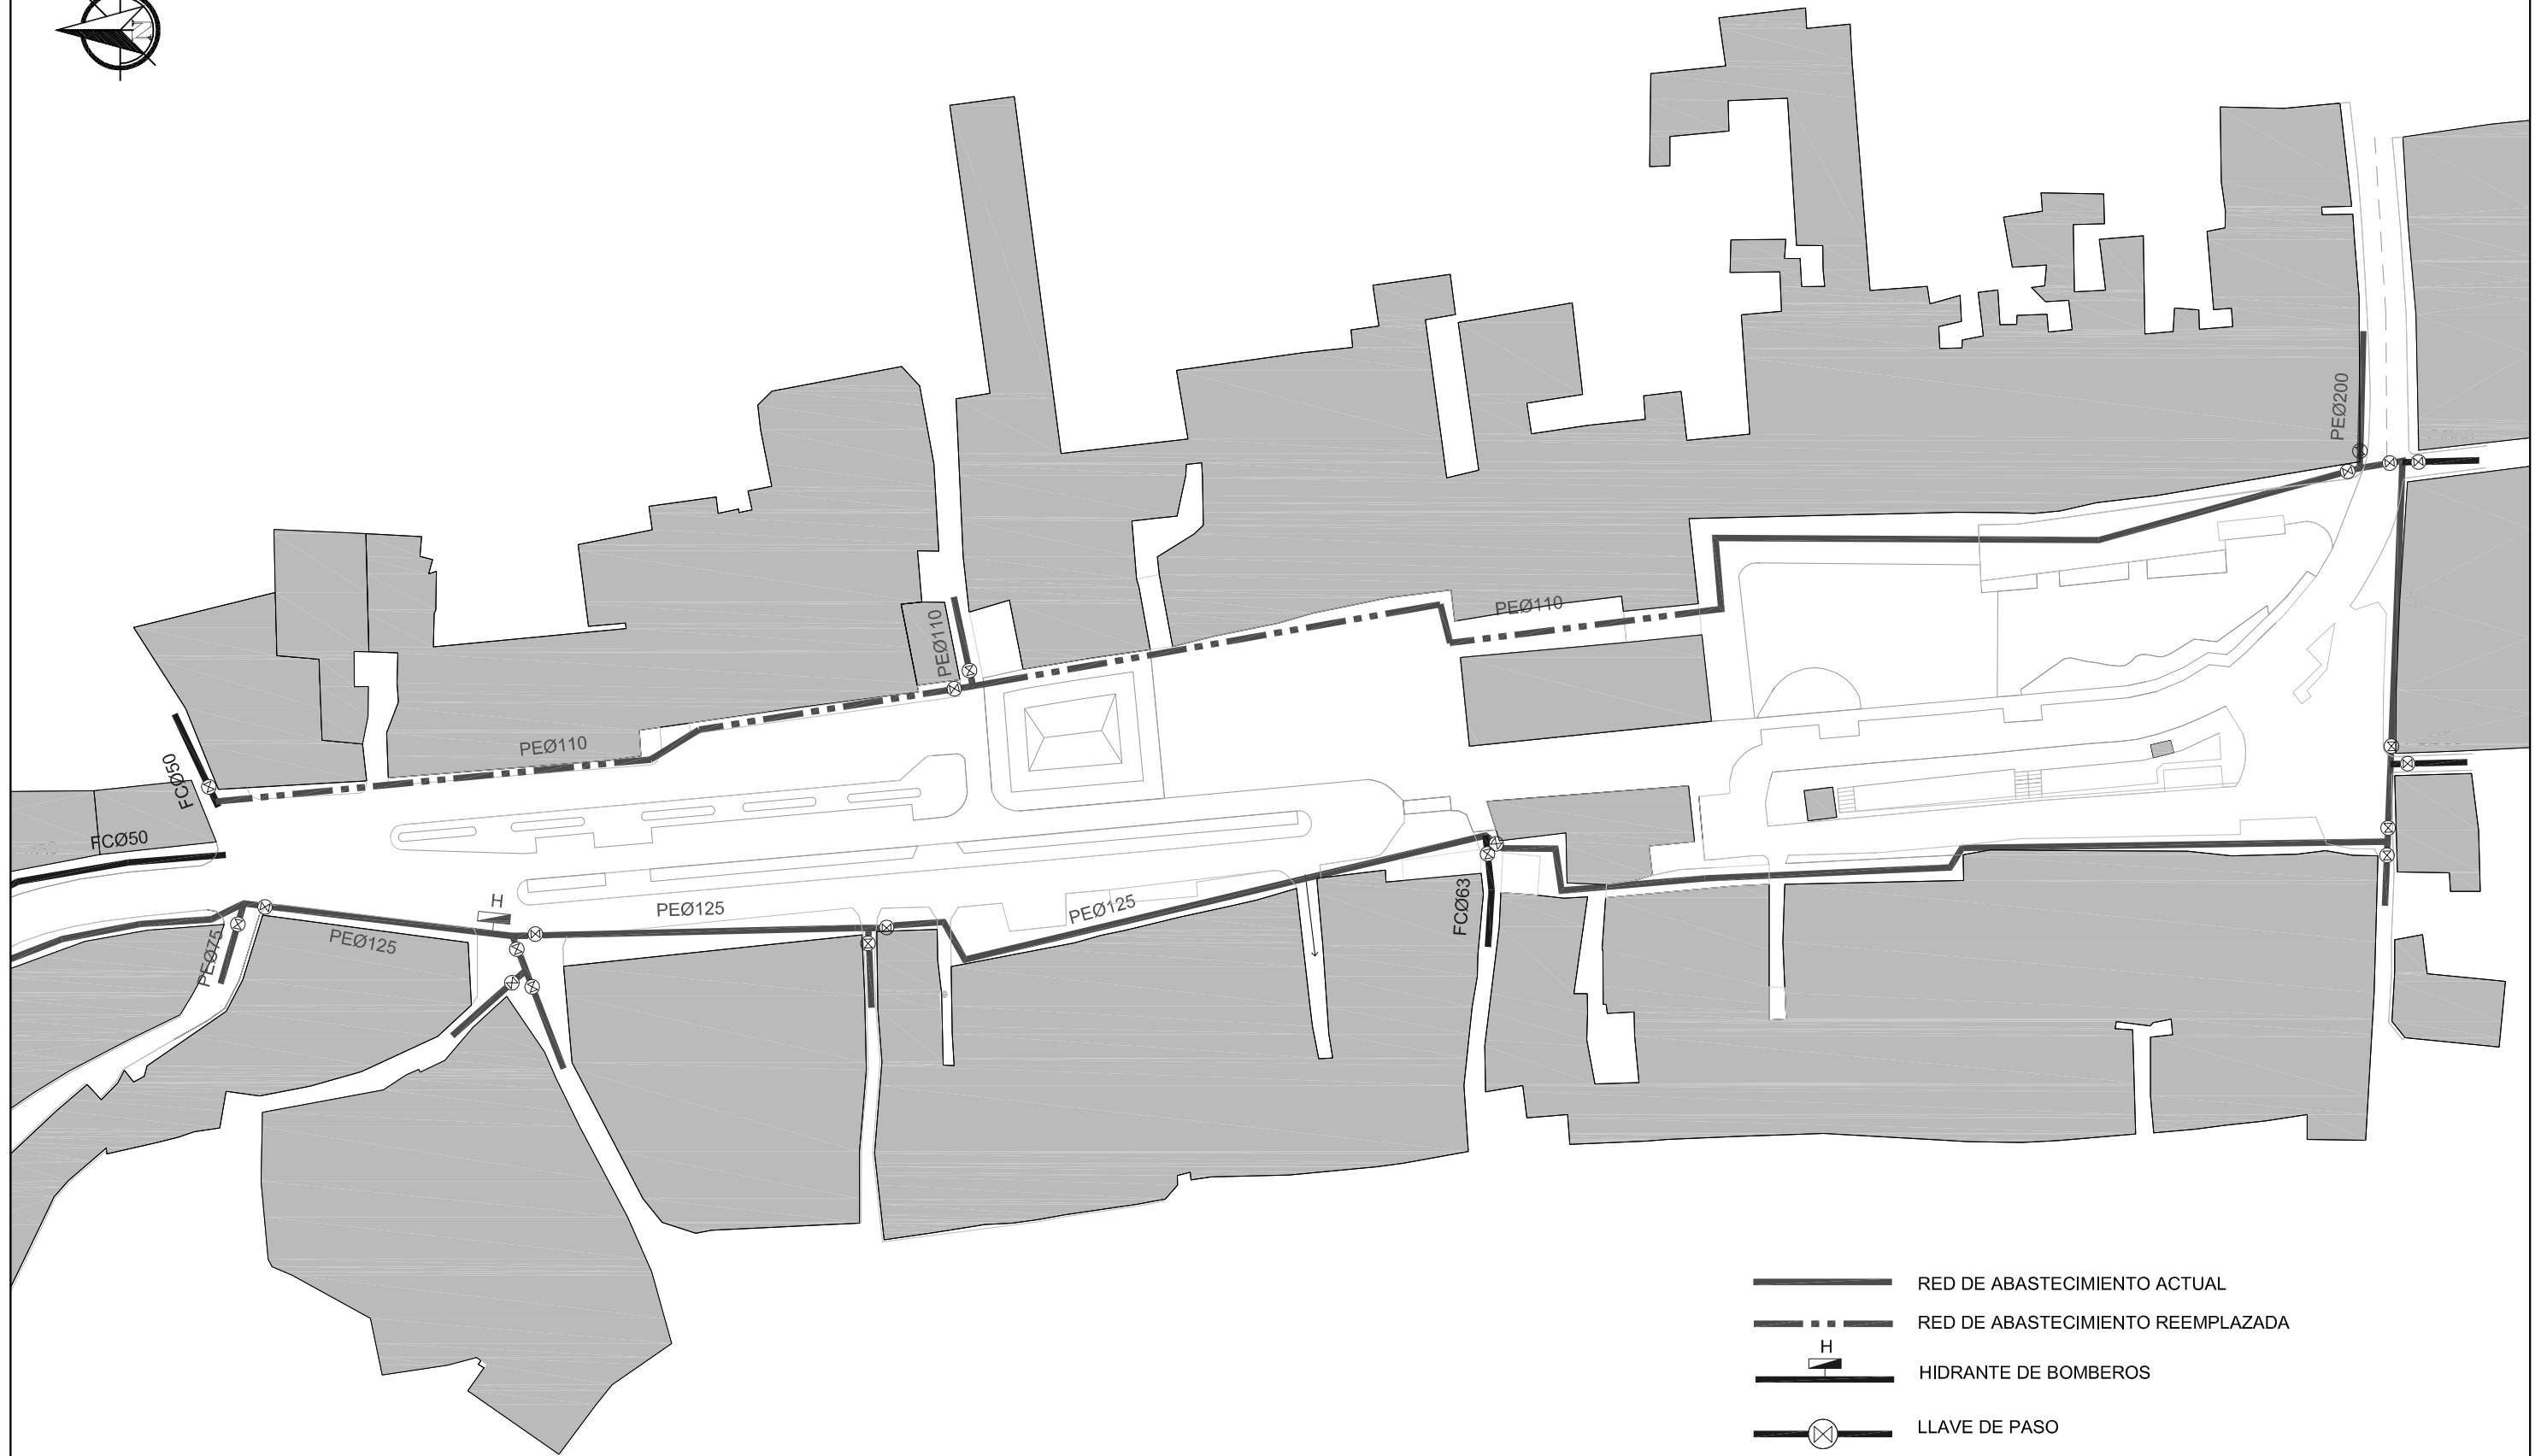 N
PEØ200
PEØ110
PEØ110
PEØ110
FCØ50
FCØ50
H
PEØ125
PEØ125
PEØ125
PEØ75
FCØ63
RED DE ABASTECIMIENTO ACTUAL
RED DE ABASTECIMIENTO REEMPLAZADA
H
HIDRANTE DE BOMBEROS
LLAVE DE PASO